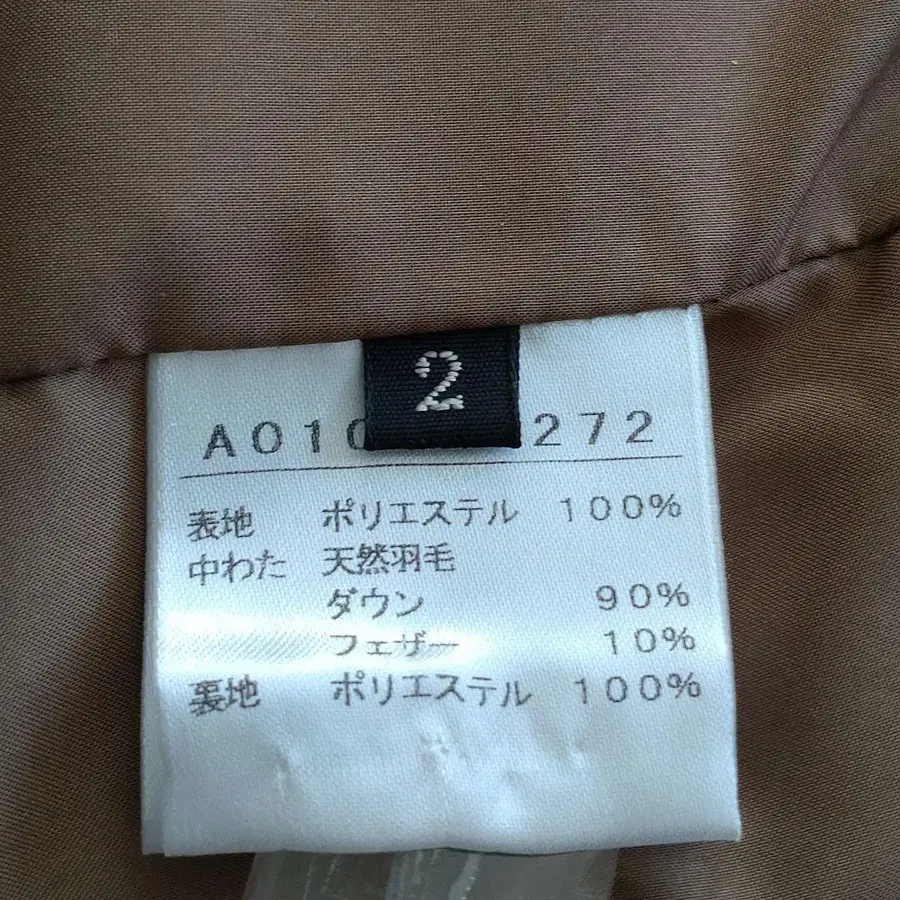 2
A010 272
表地 ポリエステル 100%
中わた 天然羽毛
ダウン 90%
フェザー 10%
裏地 ポリエステル 100%